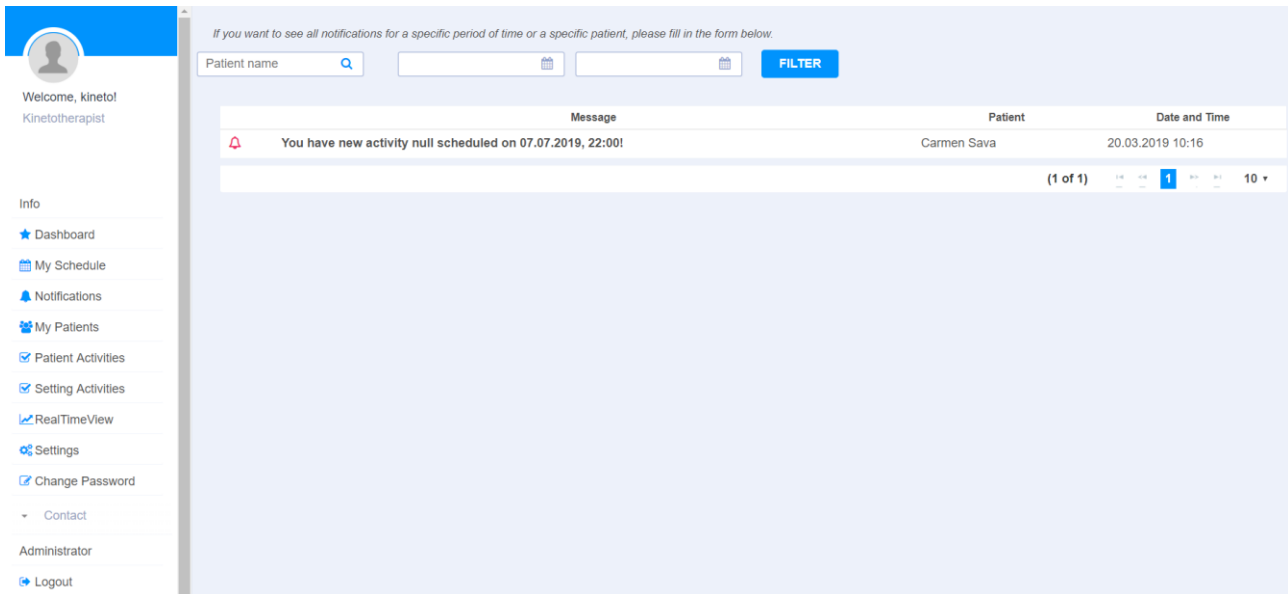 If you want to see all notifications for a specific period of time or a specific patient, please fill in the form below.
Patient name
FILTER
Welcome, kineto!
Kinetotherapist
Message Patient Date and Time
You have new activity null scheduled on 07.07.2019, 22:00! Carmen Sava 20.03.2019 10:16
(1 of 1) 1 10
Info
Dashboard
My Schedule
Notifications
My Patients
Patient Activities
Setting Activities
RealTimeView
Settings
Change Password
Contact
Administrator
Logout